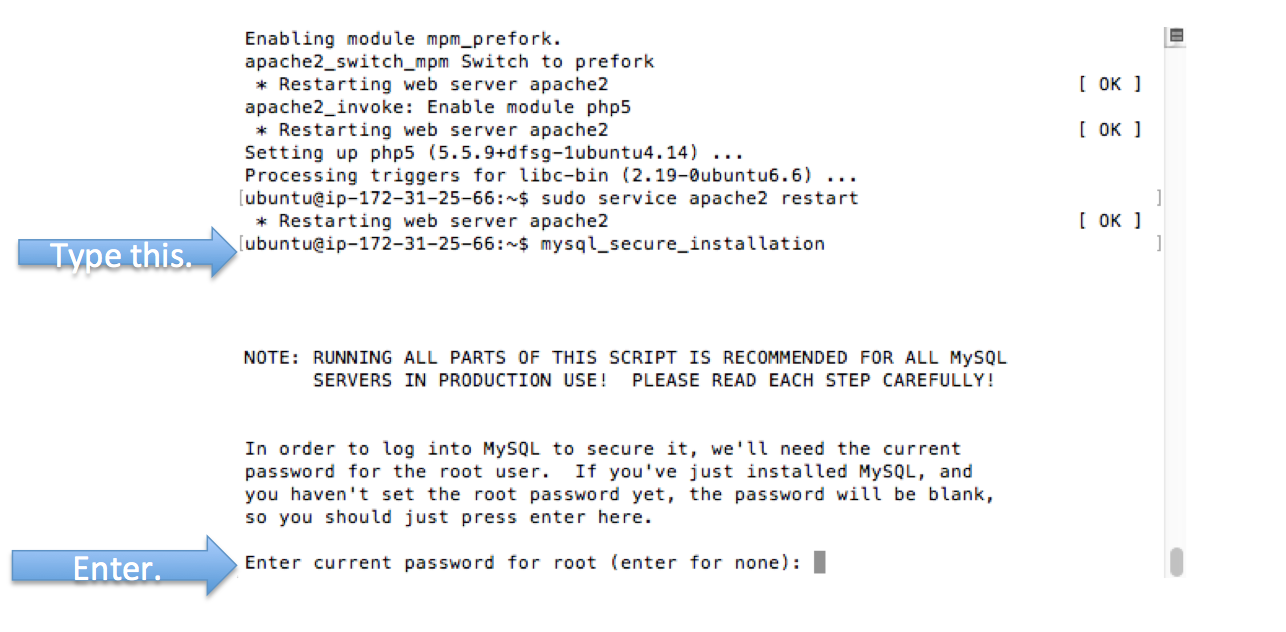 Enabling module mpm_prefork.
apache2_switch_mpm Switch to prefork
 * Restarting web server apache2 [ OK ]
apache2_invoke: Enable module php5
 * Restarting web server apache2 [ OK ]
Setting up php5 (5.5.9+dfsg-1ubuntu4.14) ...
Processing triggers for libc-bin (2.19-0ubuntu6.6) ...
[ubuntu@ip-172-31-25-66:~$ sudo service apache2 restart ]
 * Restarting web server apache2 [ OK ]
Type this.
[ubuntu@ip-172-31-25-66:~$ mysql_secure_installation ]
NOTE: RUNNING ALL PARTS OF THIS SCRIPT IS RECOMMENDED FOR ALL MySQL
SERVERS IN PRODUCTION USE!  PLEASE READ EACH STEP CAREFULLY!
In order to log into MySQL to secure it, we'll need the current
password for the root user.  If you've just installed MySQL, and
you haven't set the root password yet, the password will be blank,
so you should just press enter here.
Enter.
Enter current password for root (enter for none):